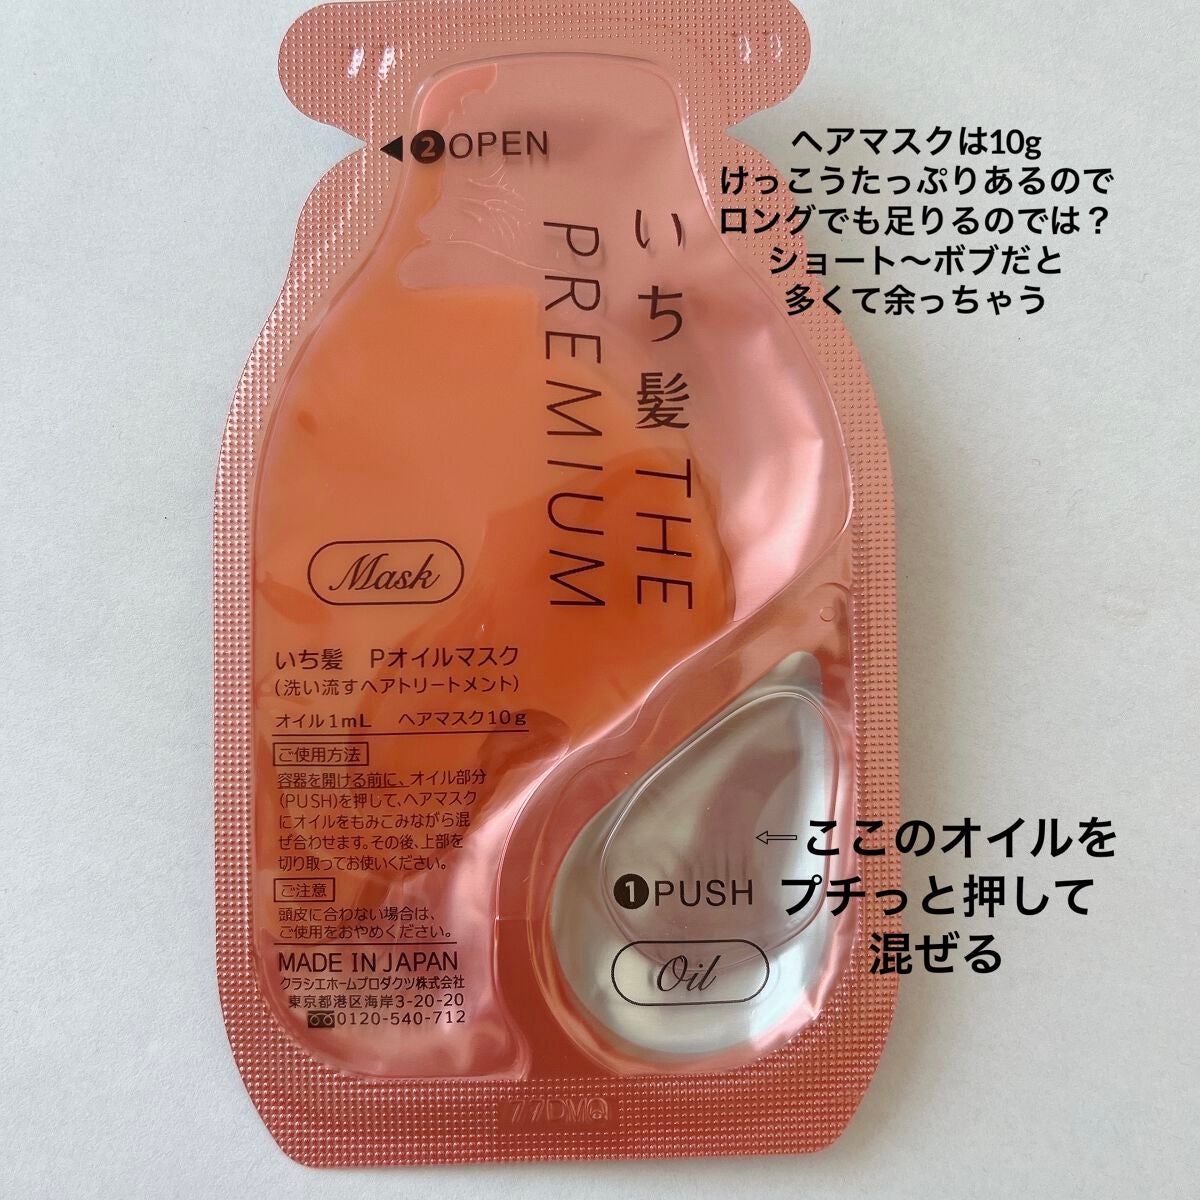 ◀❷OPEN
いち髪 THE
PREMIUM
ヘアマスクは10g
けっこうたっぷりあるので
ロングでも足りるのでは？
ショート〜ボブだと
多くて余っちゃう
Mask
いち髪　Pオイルマスク
(洗い流すヘアトリートメント)
オイル1mL　ヘアマスク10g
ご使用方法
容器を開ける前に、オイル部分
(PUSH)を押して、ヘアマスク
にオイルをもみこみながら混
ぜ合わせます。その後、上部を
切り取ってお使いください。
ご注意
頭皮に合わない場合は、
ご使用をおやめください。
MADE IN JAPAN
クラシエホームプロダクツ株式会社
東京都港区海岸3-20-20
0120-540-712
❶PUSH
Oil
⇦ここのオイルを
プチっと押して
混ぜる
77DMQ